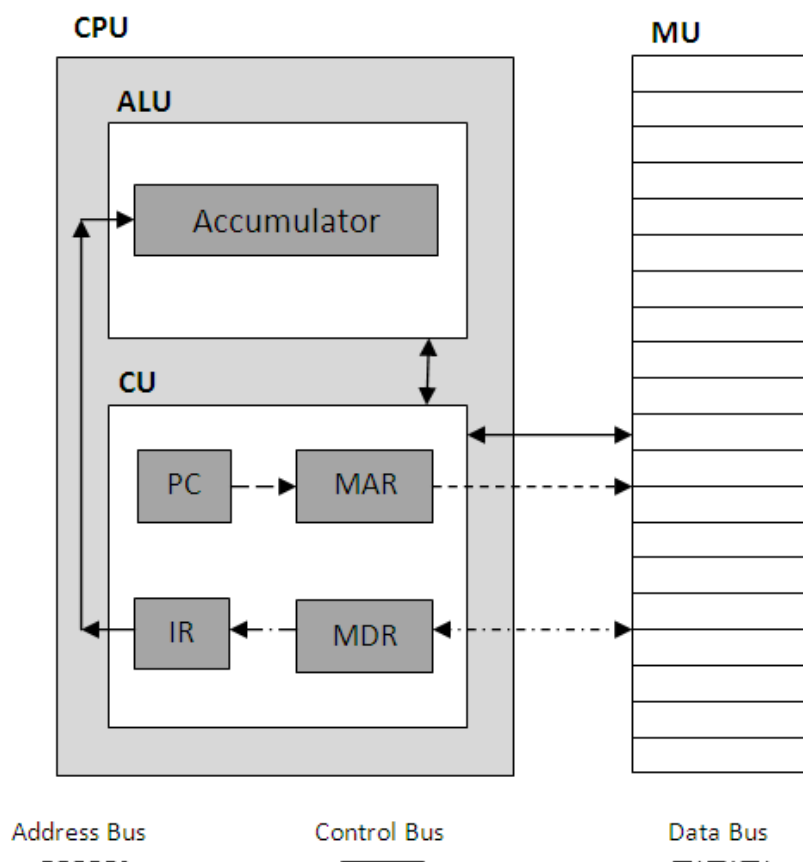 CPU
MU
ALU
Accumulator
CU
PC
MAR
IR
MDR
Address Bus
Control Bus
Data Bus